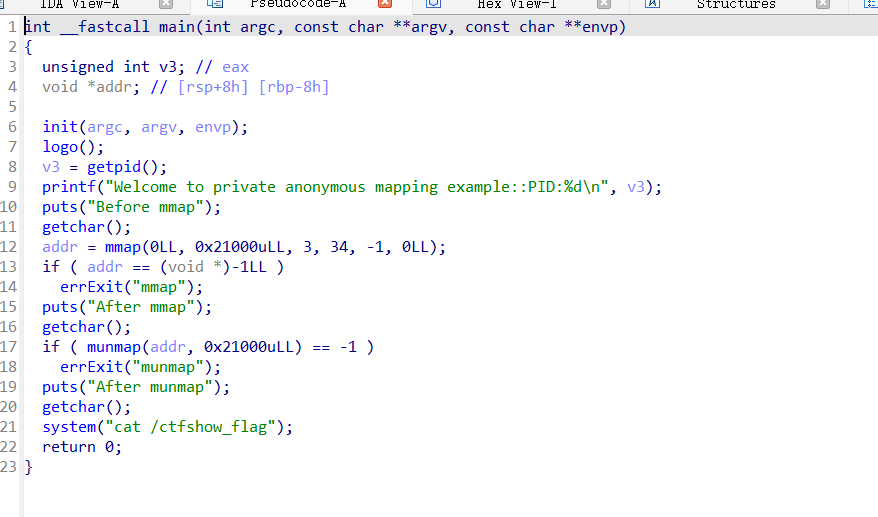 IDA View-A Pseudocode-A Hex View-1 Structures
1 int __fastcall main(int argc, const char **argv, const char **envp)
2 {
3 unsigned int v3; // eax
4 void *addr; // [rsp+8h] [rbp-8h]
5
6 init(argc, argv, envp);
7 logo();
8 v3 = getpid();
9 printf("Welcome to private anonymous mapping example::PID:%d\n", v3);
10 puts("Before mmap");
11 getchar();
12 addr = mmap(0LL, 0x21000uLL, 3, 34, -1, 0LL);
13 if ( addr == (void *)-1LL )
14 errExit("mmap");
15 puts("After mmap");
16 getchar();
17 if ( munmap(addr, 0x21000uLL) == -1 )
18 errExit("munmap");
19 puts("After munmap");
20 getchar();
21 system("cat /ctfshow_flag");
22 return 0;
23 }